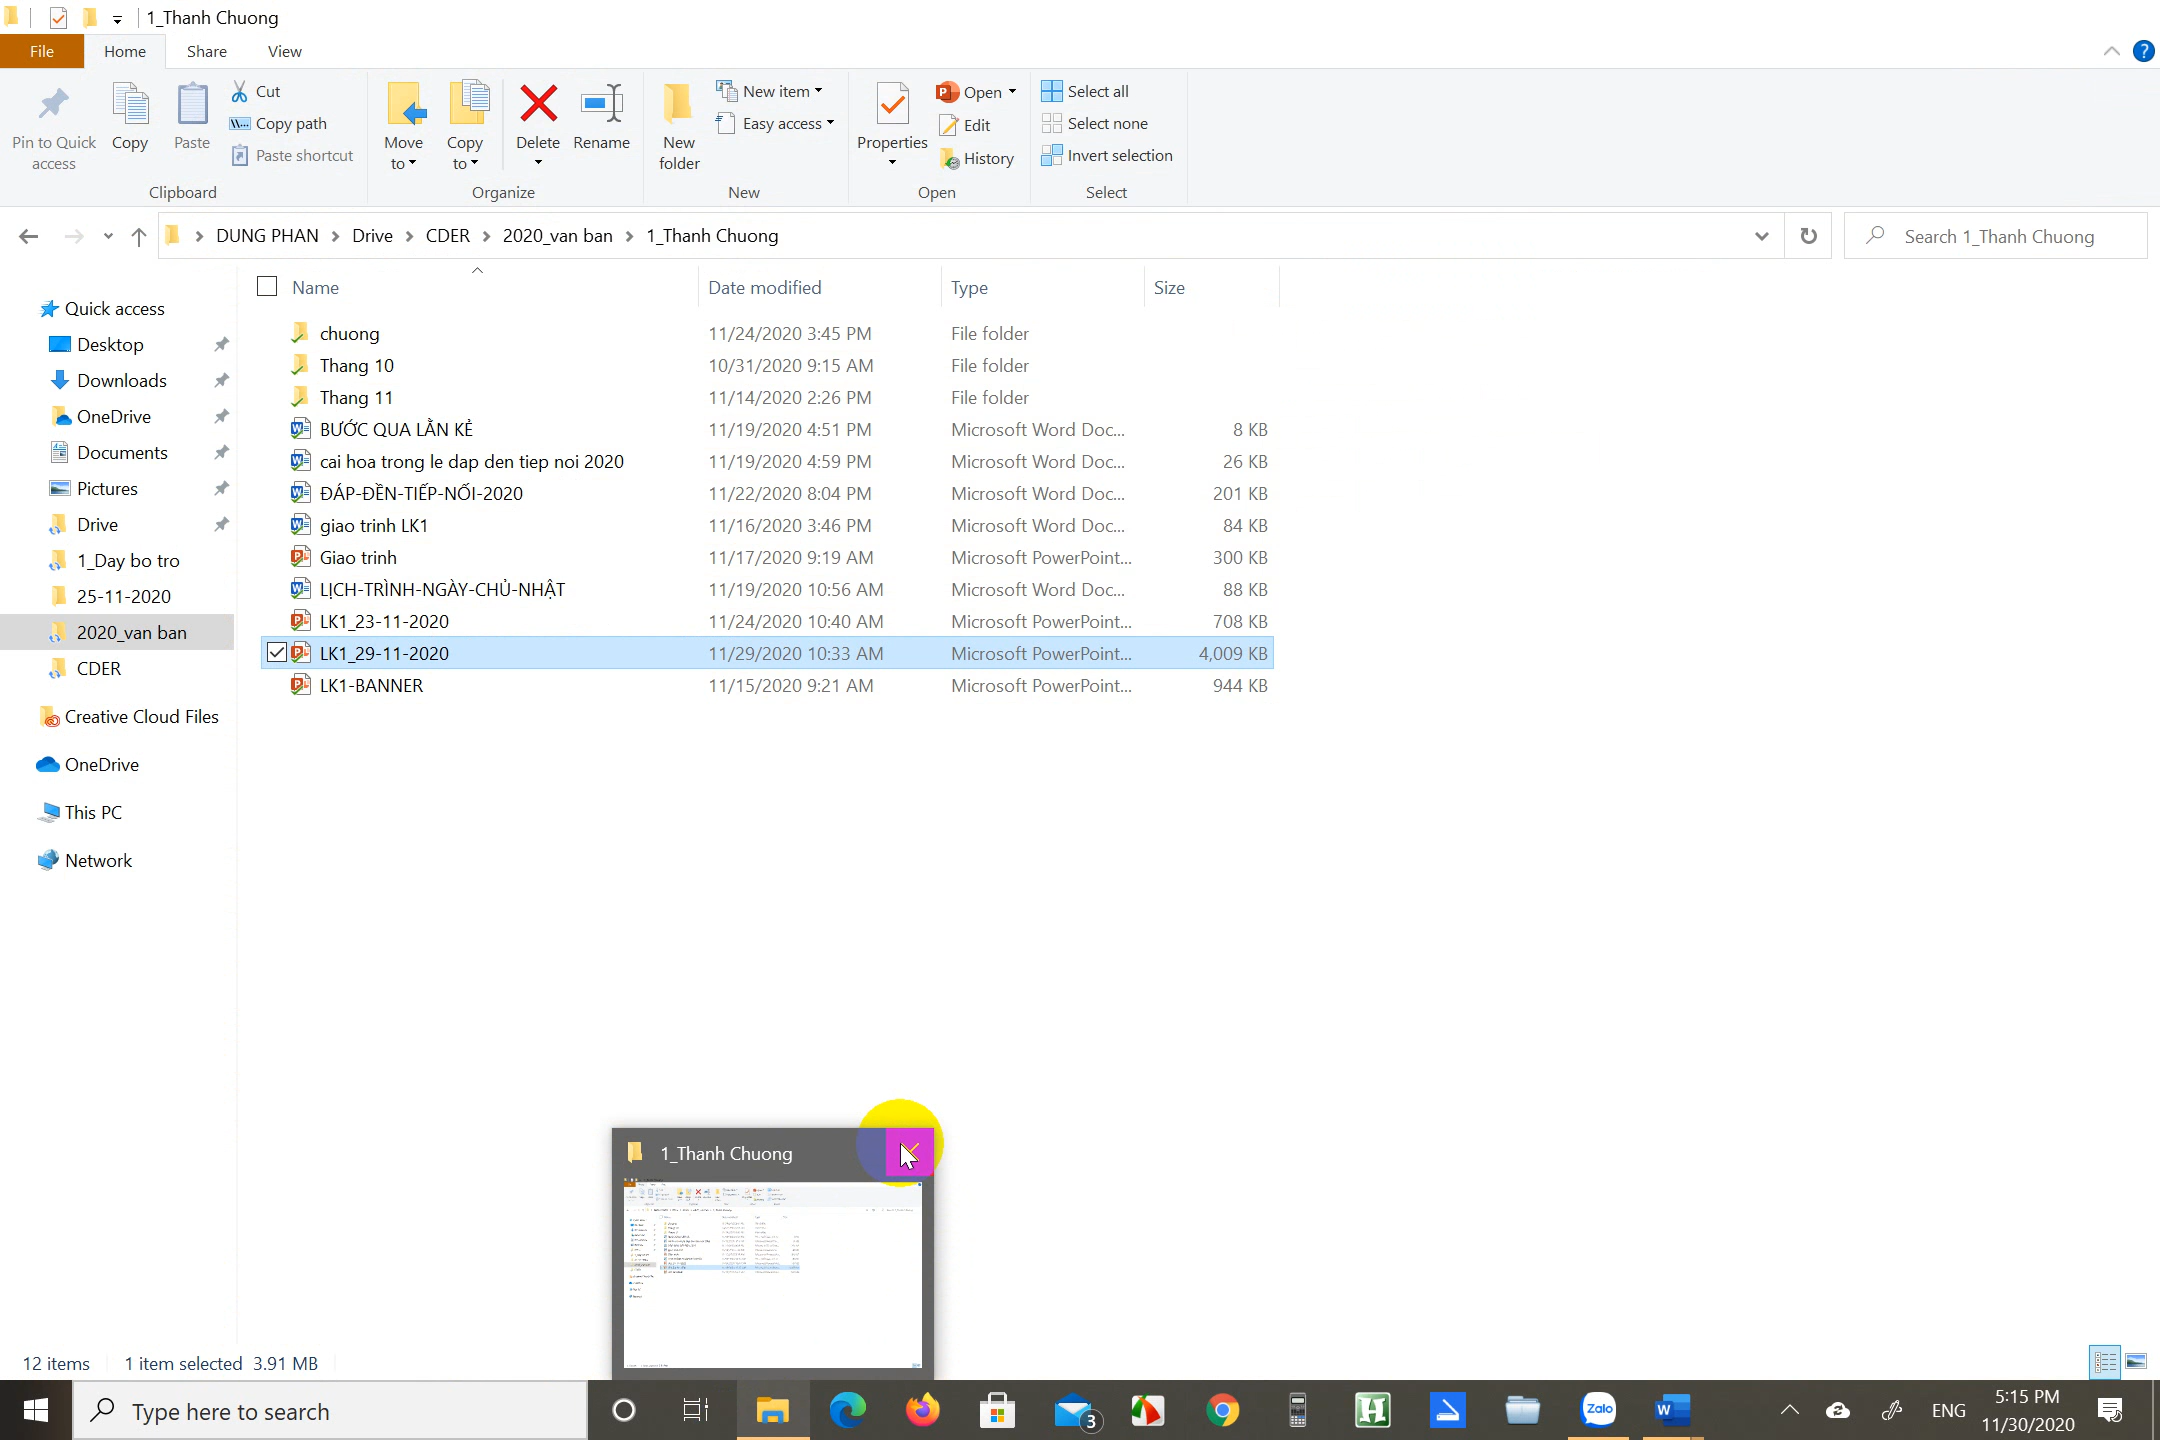 1_Thanh Chuong
File Home Share View
Pin to Quick access
Copy
Paste
Cut
Copy path
Paste shortcut
Clipboard
Move to
Copy to
Delete
Rename
Organize
New folder
New item
Easy access
New
Properties
Open
Edit
History
Open
Select all
Select none
Invert selection
Select
DUNG PHAN Drive CDER 2020_van ban 1_Thanh Chuong
Search 1_Thanh Chuong
Name Date modified Type Size
Quick access
Desktop
Downloads
OneDrive
Documents
Pictures
Drive
1_Day bo tro
25-11-2020
2020_van ban
CDER
Creative Cloud Files
OneDrive
This PC
Network
chuong 11/24/2020 3:45 PM File folder
Thang 10 10/31/2020 9:15 AM File folder
Thang 11 11/14/2020 2:26 PM File folder
BƯỚC QUA LẰN KẺ 11/19/2020 4:51 PM Microsoft Word Doc... 8 KB
cai hoa trong le dap den tiep noi 2020 11/19/2020 4:59 PM Microsoft Word Doc... 26 KB
ĐÁP-ĐỀN-TIẾP-NỐI-2020 11/22/2020 8:04 PM Microsoft Word Doc... 201 KB
giao trinh LK1 11/16/2020 3:46 PM Microsoft Word Doc... 84 KB
Giao trinh 11/17/2020 9:19 AM Microsoft PowerPoint... 300 KB
LỊCH-TRÌNH-NGÀY-CHỦ-NHẬT 11/19/2020 10:56 AM Microsoft Word Doc... 88 KB
LK1_23-11-2020 11/24/2020 10:40 AM Microsoft PowerPoint... 708 KB
LK1_29-11-2020 11/29/2020 10:33 AM Microsoft PowerPoint... 4,009 KB
LK1-BANNER 11/15/2020 9:21 AM Microsoft PowerPoint... 944 KB
1_Thanh Chuong
12 items 1 item selected 3.91 MB
Type here to search
3
Zalo
ENG
5:15 PM
11/30/2020